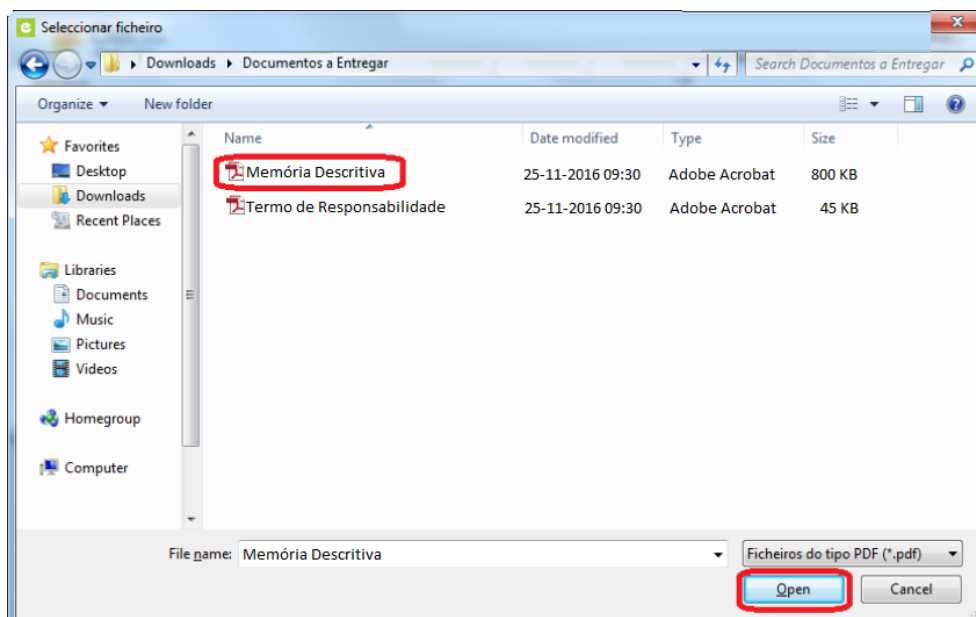 Seleccionar ficheiro
Downloads Documentos a Entregar Search Documentos a Entregar
Organize New folder
Name Date modified Type Size
Favorites
Desktop
Downloads
Recent Places
Libraries
Documents
Music
Pictures
Videos
Homegroup
Computer
Memória Descritiva 25-11-2016 09:30 Adobe Acrobat 800 KB
Termo de Responsabilidade 25-11-2016 09:30 Adobe Acrobat 45 KB
File name: Memória Descritiva Ficheiros do tipo PDF (*.pdf)
Open Cancel